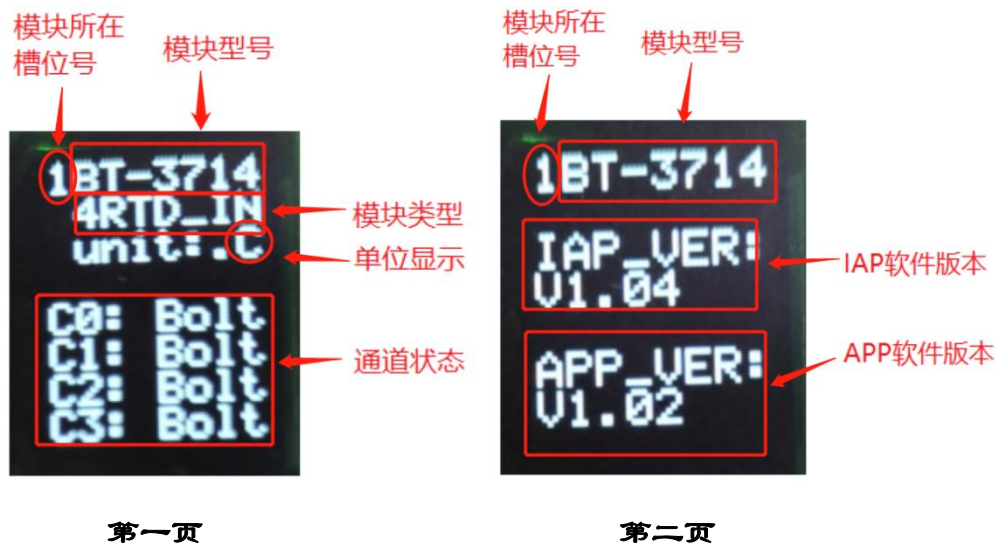 模块所在
槽位号
模块型号
1 BT-3714
4RTD_IN
unit:.C
C0: Bolt
C1: Bolt
C2: Bolt
C3: Bolt
模块类型
单位显示
通道状态
第一页
模块所在
槽位号
模块型号
1 BT-3714
IAP_VER:
V1.04
APP_VER:
V1.02
IAP软件版本
APP软件版本
第二页